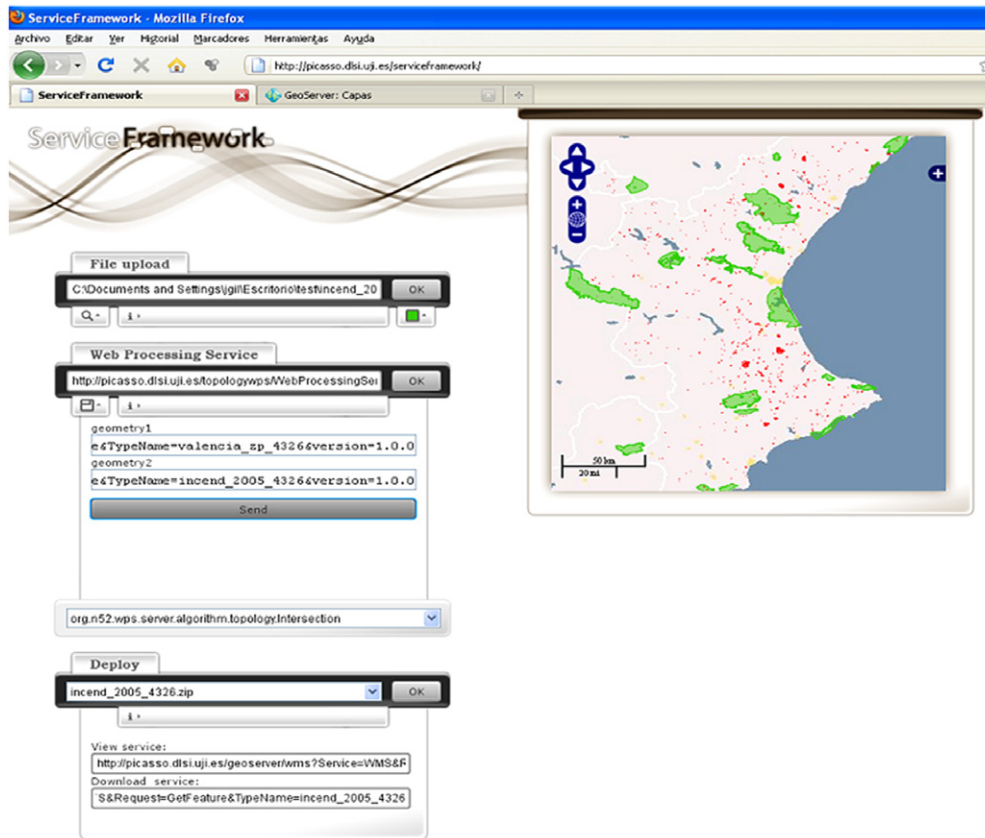 ServiceFramework - Mozilla Firefox
Archivo Editar Ver Historial Marcadores Herramientas Ayuda
http://picasso.dlsi.uji.es/serviceframework/
ServiceFramework
GeoServer: Capas
ServiceFramework
File upload
C:\Documents and Settings\jgil\Escritorio\test\incend_20
OK
i
Web Processing Service
http://picasso.dlsi.uji.es/topologywps/WebProcessingSer
OK
i
geometry1
e&TypeName=valencia_zp_4326&version=1.0.0
geometry2
e&TypeName=incend_2005_4326&version=1.0.0
Send
org.n52.wps.server.algorithm.topology.Intersection
Deploy
incend_2005_4326.zip
OK
i
View service:
http://picasso.dlsi.uji.es/geoserver/wms?Service=WMS&R
Download service:
S&Request=GetFeature&TypeName=incend_2005_4326
50 km
20 mi